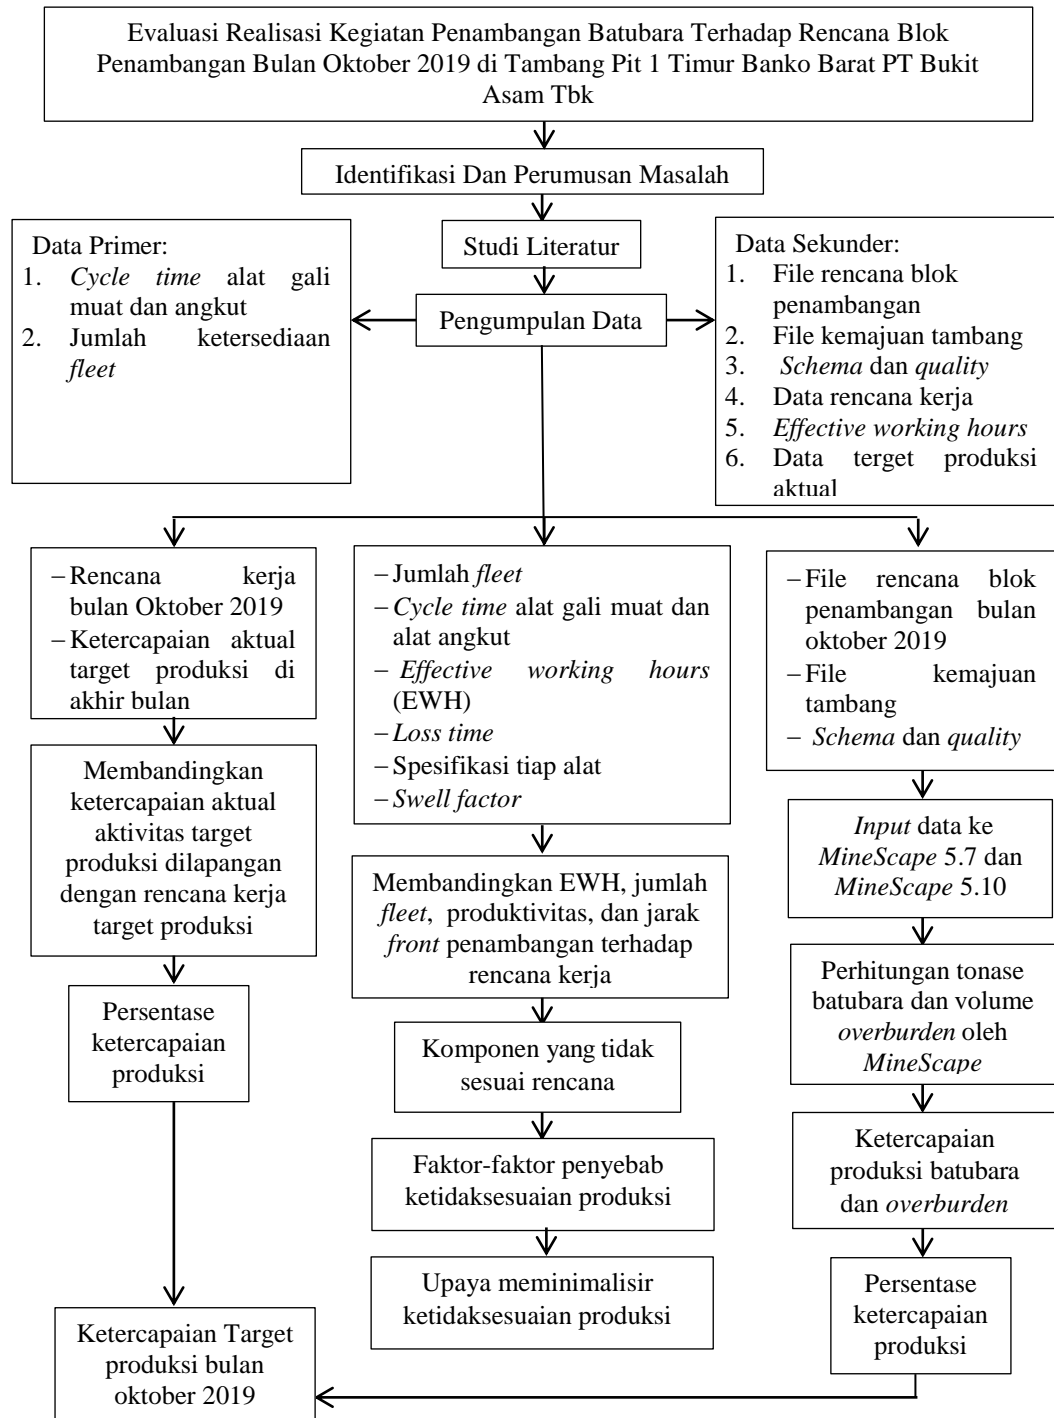 Evaluasi Realisasi Kegiatan Penambangan Batubara Terhadap Rencana Blok
Penambangan Bulan Oktober 2019 di Tambang Pit 1 Timur Banko Barat PT Bukit
Asam Tbk
Identifikasi Dan Perumusan Masalah
Studi Literatur
Pengumpulan Data
Data Primer:
1. Cycle time alat gali
muat dan angkut
2. Jumlah ketersediaan
fleet
Data Sekunder:
1. File rencana blok
penambangan
2. File kemajuan tambang
3. Schema dan quality
4. Data rencana kerja
5. Effective working hours
6. Data terget produksi
aktual
– Rencana kerja
bulan Oktober 2019
– Ketercapaian aktual
target produksi di
akhir bulan
Membandingkan
ketercapaian aktual
aktivitas target
produksi dilapangan
dengan rencana kerja
target produksi
Persentase
ketercapaian
produksi
Ketercapaian Target
produksi bulan
oktober 2019
– Jumlah fleet
– Cycle time alat gali muat dan
alat angkut
– Effective working hours
(EWH)
– Loss time
– Spesifikasi tiap alat
– Swell factor
Membandingkan EWH, jumlah
fleet, produktivitas, dan jarak
front penambangan terhadap
rencana kerja
Komponen yang tidak
sesuai rencana
Faktor-faktor penyebab
ketidaksesuaian produksi
Upaya meminimalisir
ketidaksesuaian produksi
– File rencana blok
penambangan bulan
oktober 2019
– File kemajuan
tambang
– Schema dan quality
Input data ke
MineScape 5.7 dan
MineScape 5.10
Perhitungan tonase
batubara dan volume
overburden oleh
MineScape
Ketercapaian
produksi batubara
dan overburden
Persentase
ketercapaian
produksi